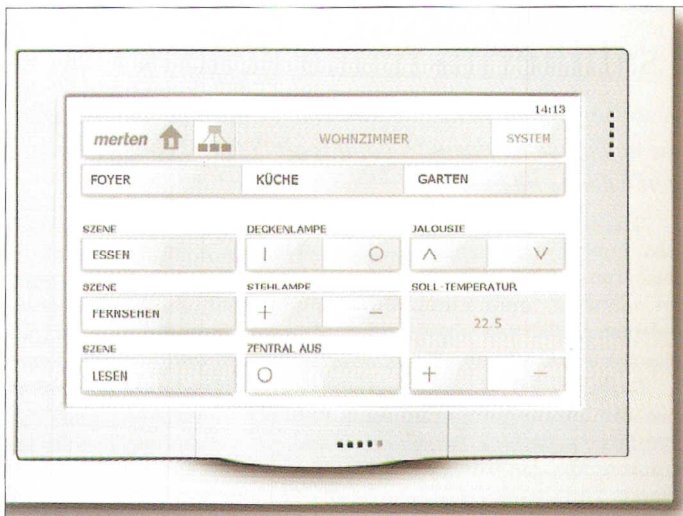 14:13
merten WOHNZIMMER SYSTEM
FOYER KÜCHE GARTEN
SZENE DECKENLAMPE JALOUSIE
ESSEN | O ∧ ∨
SZENE STEHLAMPE SOLL-TEMPERATUR
FERNSEHEN + −
22.5
SZENE ZENTRAL AUS
LESEN O + −